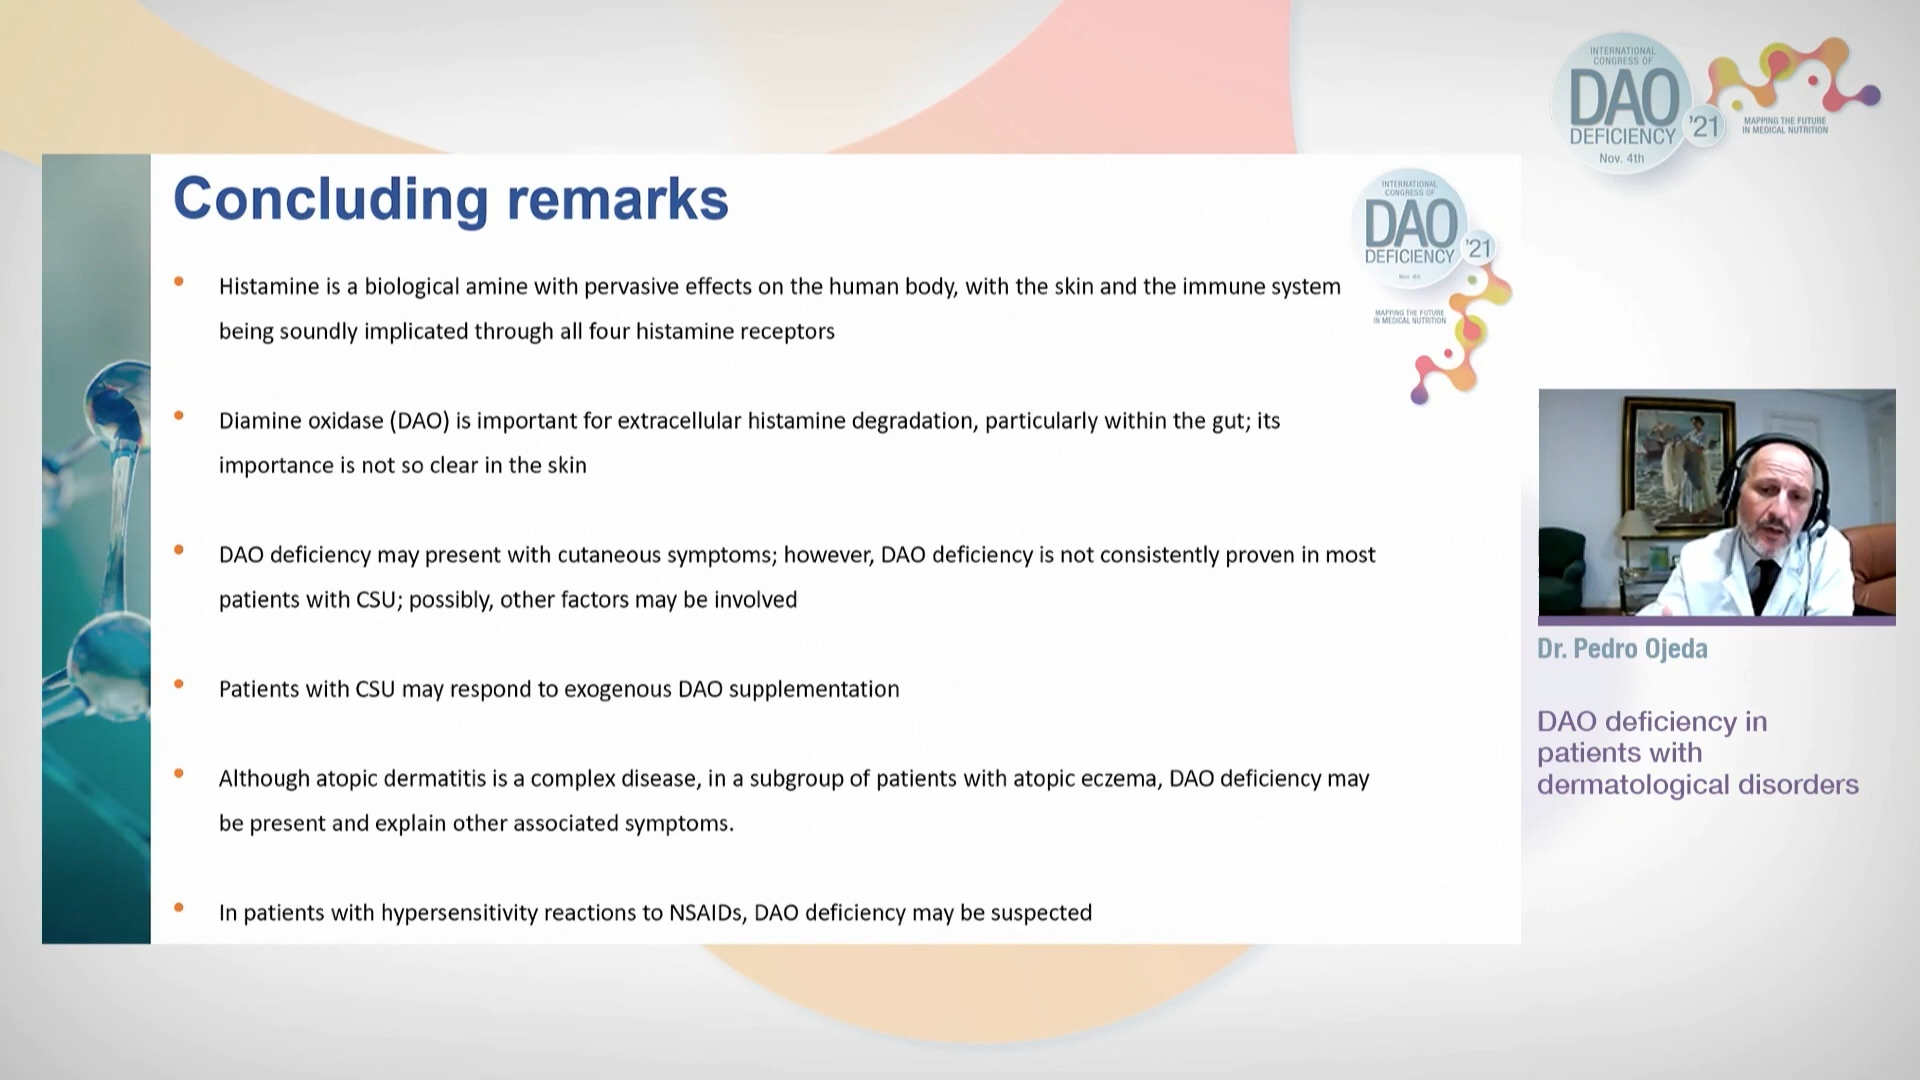 INTERNATIONAL
CONGRESS OF
DAO
DEFICIENCY
'21
Nov. 4th
MAPPING THE FUTURE
IN MEDICAL NUTRITION
Concluding remarks
INTERNATIONAL
CONGRESS OF
DAO
DEFICIENCY
'21
Nov. 4th
MAPPING THE FUTURE
IN MEDICAL NUTRITION
• Histamine is a biological amine with pervasive effects on the human body, with the skin and the immune system
being soundly implicated through all four histamine receptors
• Diamine oxidase (DAO) is important for extracellular histamine degradation, particularly within the gut; its
importance is not so clear in the skin
• DAO deficiency may present with cutaneous symptoms; however, DAO deficiency is not consistently proven in most
patients with CSU; possibly, other factors may be involved
• Patients with CSU may respond to exogenous DAO supplementation
• Although atopic dermatitis is a complex disease, in a subgroup of patients with atopic eczema, DAO deficiency may
be present and explain other associated symptoms.
• In patients with hypersensitivity reactions to NSAIDs, DAO deficiency may be suspected
Dr. Pedro Ojeda
DAO deficiency in
patients with
dermatological disorders